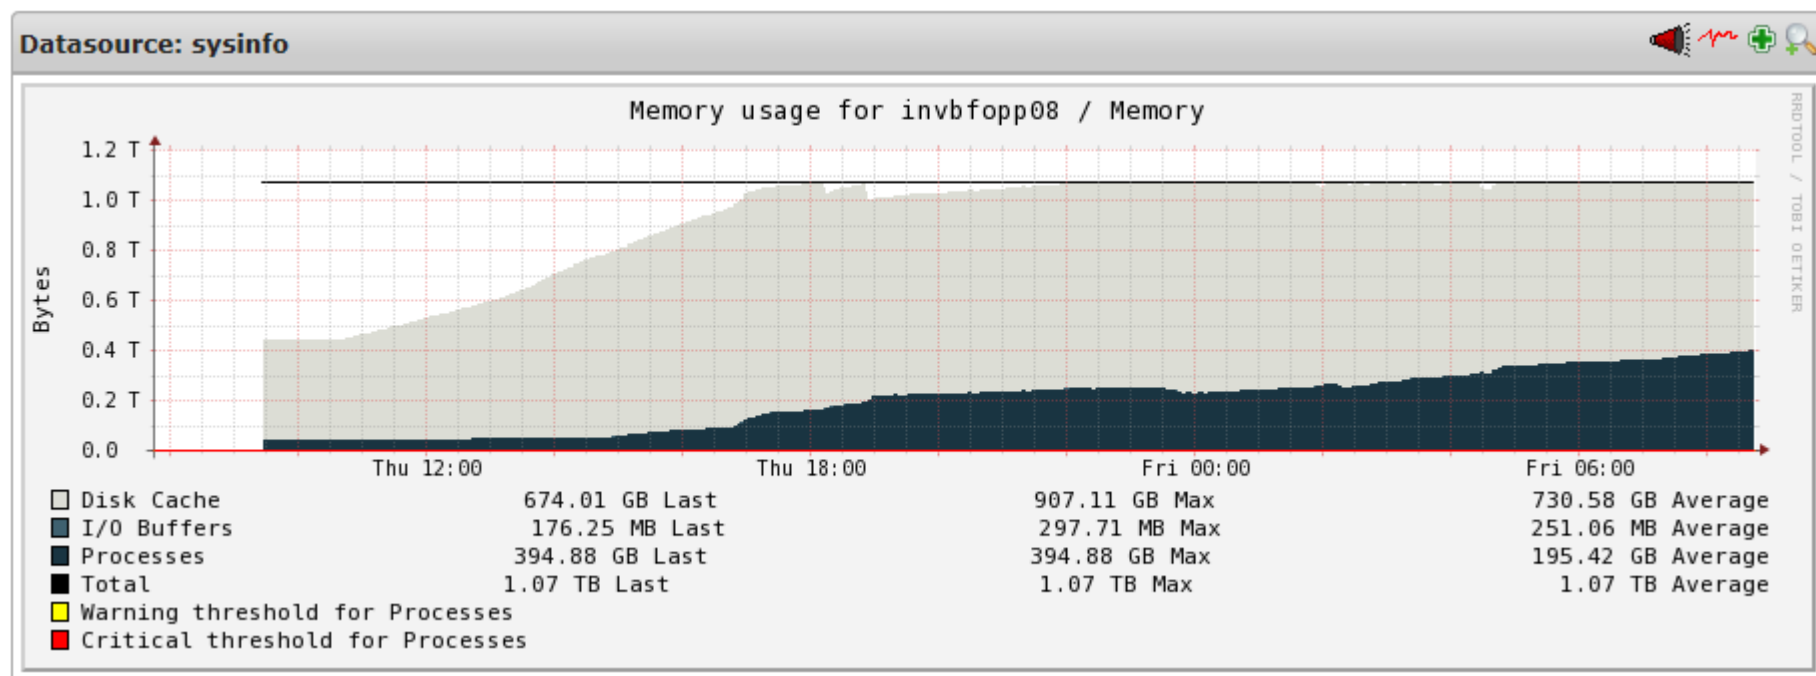 Datasource: sysinfo
Memory usage for invbfopp08 / Memory
RRDTOOL / TOBI OETIKER
Bytes
1.2 T
1.0 T
0.8 T
0.6 T
0.4 T
0.2 T
0.0
Thu 12:00 Thu 18:00 Fri 00:00 Fri 06:00
Disk Cache 674.01 GB Last 907.11 GB Max 730.58 GB Average
I/O Buffers 176.25 MB Last 297.71 MB Max 251.06 MB Average
Processes 394.88 GB Last 394.88 GB Max 195.42 GB Average
Total 1.07 TB Last 1.07 TB Max 1.07 TB Average
Warning threshold for Processes
Critical threshold for Processes